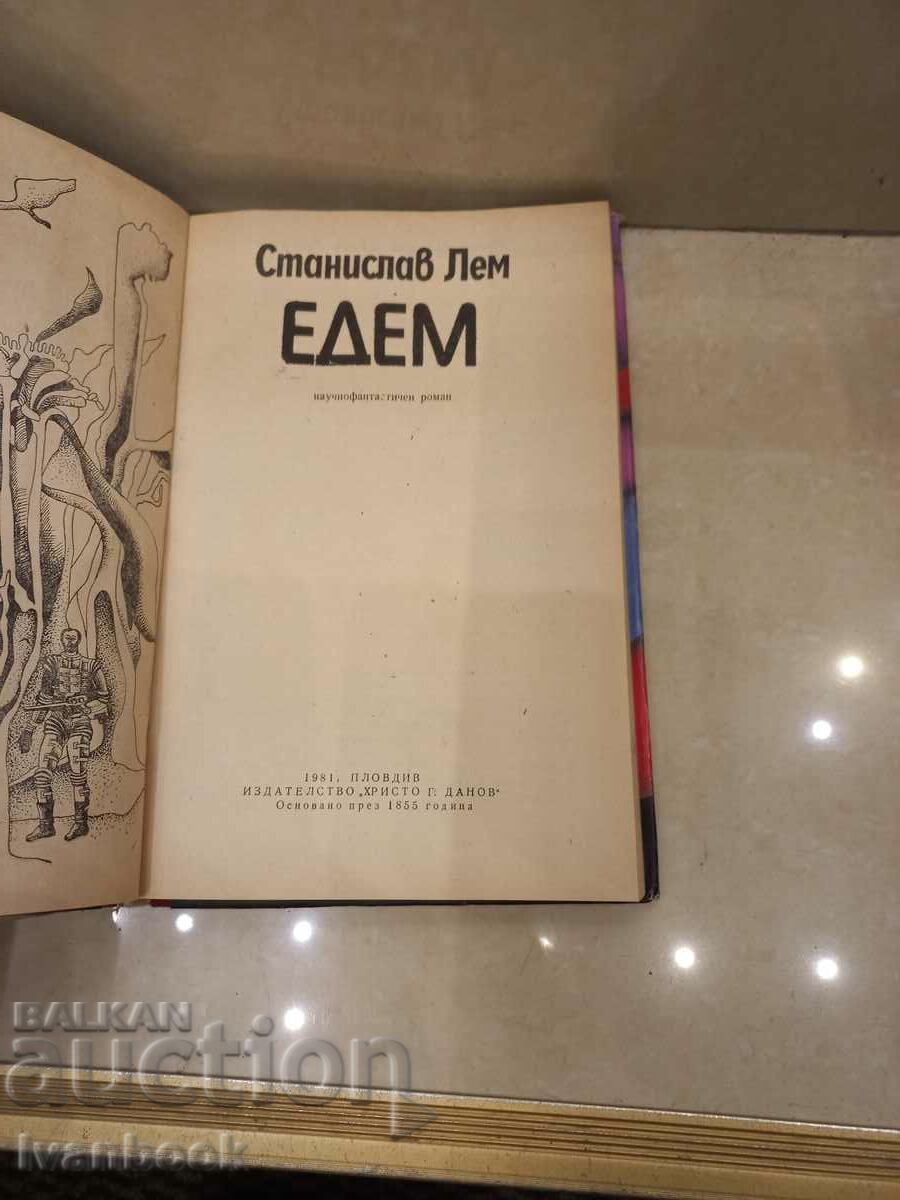 Станислав Лем
ЕДЕМ
научнофантастичен роман
1981, ПЛОВДИВ
ИЗДАТЕЛСТВО „ХРИСТО Г. ДАНОВ“
Основано през 1855 година
BALKAN
auction
Ivanbook